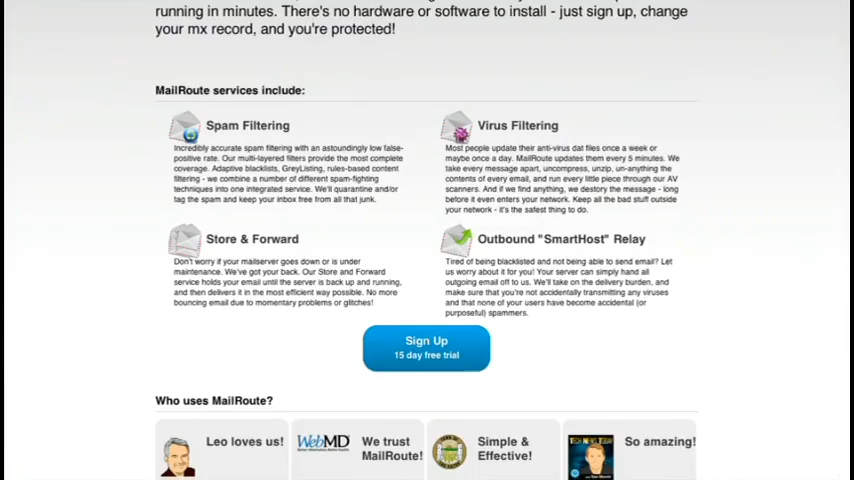 running in minutes. There's no hardware or software to install - just sign up, change
your mx record, and you're protected!
MailRoute services include:
Spam Filtering
Incredibly accurate spam filtering with an astoundingly low false-
positive rate. Our multi-layered filters provide the most complete
coverage. Adaptive blacklists, GreyListing, rules-based content
filtering - we combine a number of different spam-fighting
techniques into one integrated service. We'll quarantine and/or
tag the spam and keep your inbox free from all that junk.
Virus Filtering
Most people update their anti-virus dat files once a week or
maybe once a day. MailRoute updates them every 5 minutes. We
take every message apart, uncompress, unzip, un-anything the
contents of every email, and run every little piece through our AV
scanners. And if we find anything, we destory the message - long
before it even enters your network. Keep all the bad stuff outside
your network - it's the safest thing to do.
Store & Forward
Don't worry if your mailserver goes down or is under
maintenance. We've got your back. Our Store and Forward
service holds your email until the server is back up and running,
and then delivers it in the most efficient way possible. No more
bouncing email due to momentary problems or glitches!
Outbound "SmartHost" Relay
Tired of being blacklisted and not being able to send email? Let
us worry about it for you! Your server can simply hand all
outgoing email off to us. We'll take on the delivery burden, and
make sure that you're not accidentally transmitting any viruses
and that none of your users have become accidental (or
purposeful) spammers.
Sign Up
15 day free trial
Who uses MailRoute?
Leo loves us!
WebMD
We trust
MailRoute!
Simple &
Effective!
TECH NEWS TODAY
So amazing!